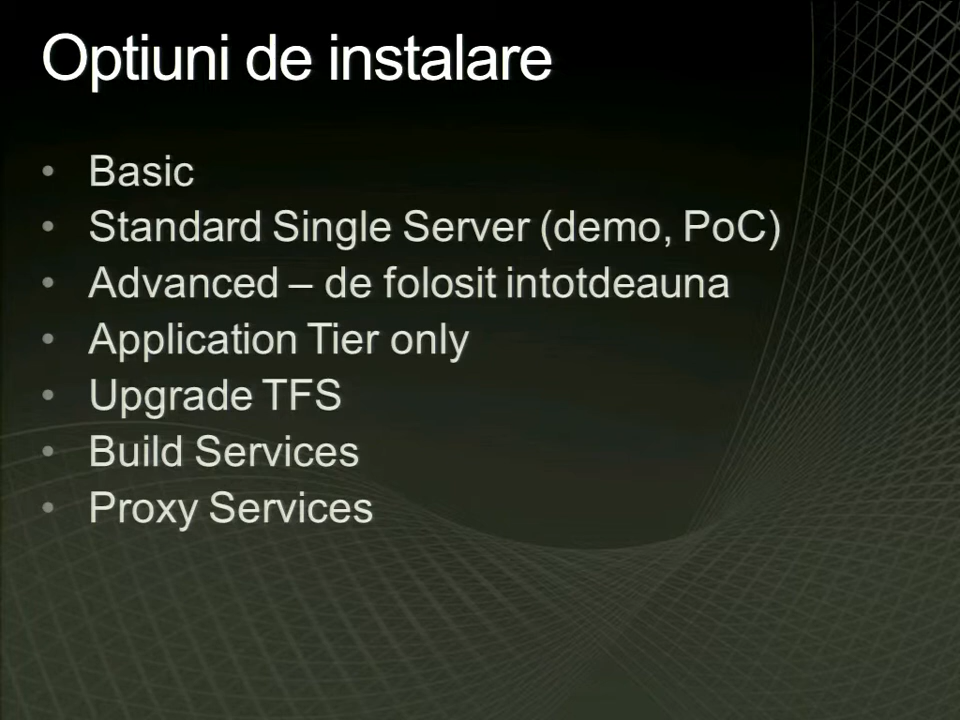 Optiuni de instalare
• Basic
• Standard Single Server (demo, PoC)
• Advanced – de folosit intotdeauna
• Application Tier only
• Upgrade TFS
• Build Services
• Proxy Services